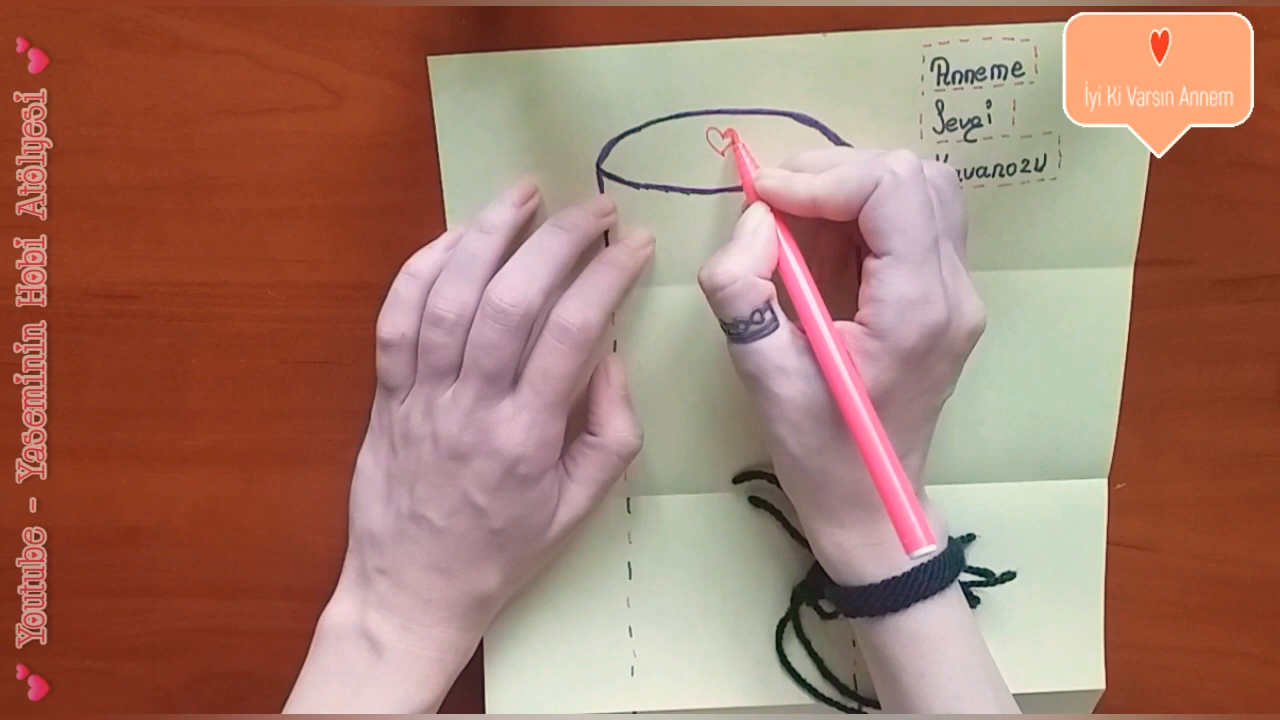 Youtube - Yaseminin Hobi Atölyesi
Anneme
Sevgi
Kavanozu
İyi Ki Varsın Annem